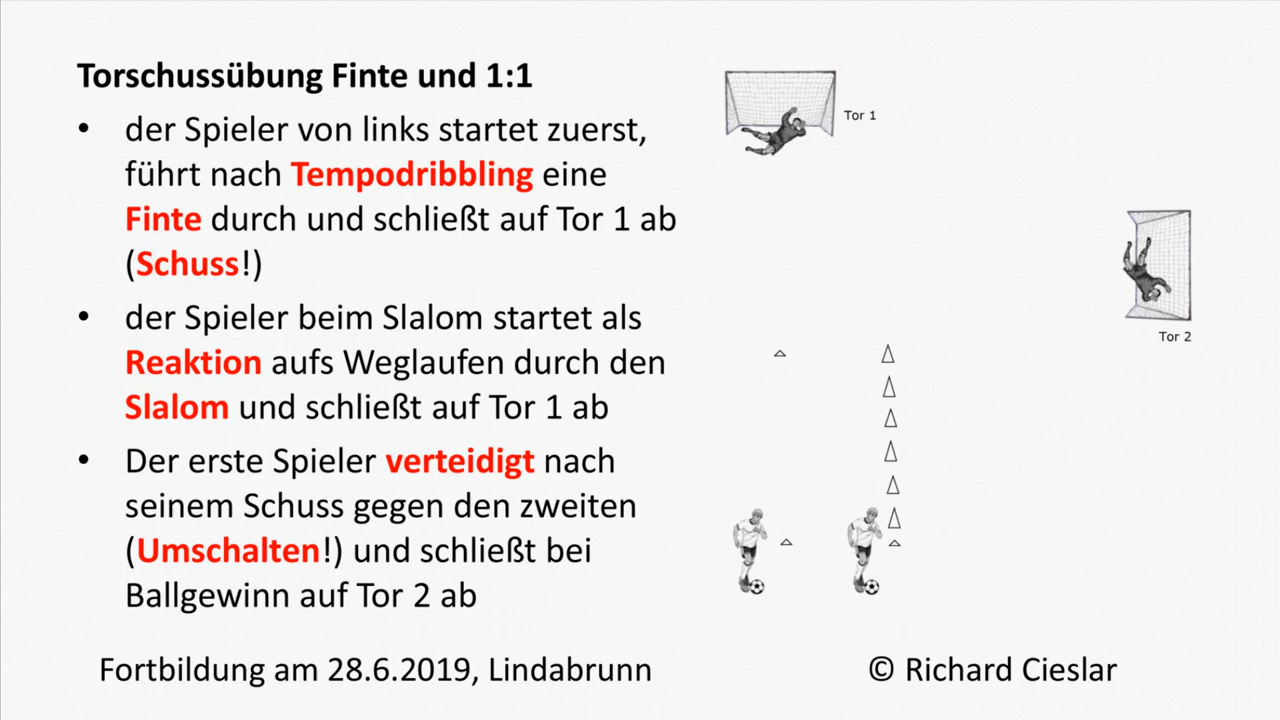 Torschussübung Finte und 1:1
• der Spieler von links startet zuerst,
führt nach Tempodribbling eine
Finte durch und schließt auf Tor 1 ab
(Schuss!)
• der Spieler beim Slalom startet als
Reaktion aufs Weglaufen durch den
Slalom und schließt auf Tor 1 ab
• Der erste Spieler verteidigt nach
seinem Schuss gegen den zweiten
(Umschalten!) und schließt bei
Ballgewinn auf Tor 2 ab
Tor 1
Tor 2
Fortbildung am 28.6.2019, Lindabrunn
© Richard Cieslar